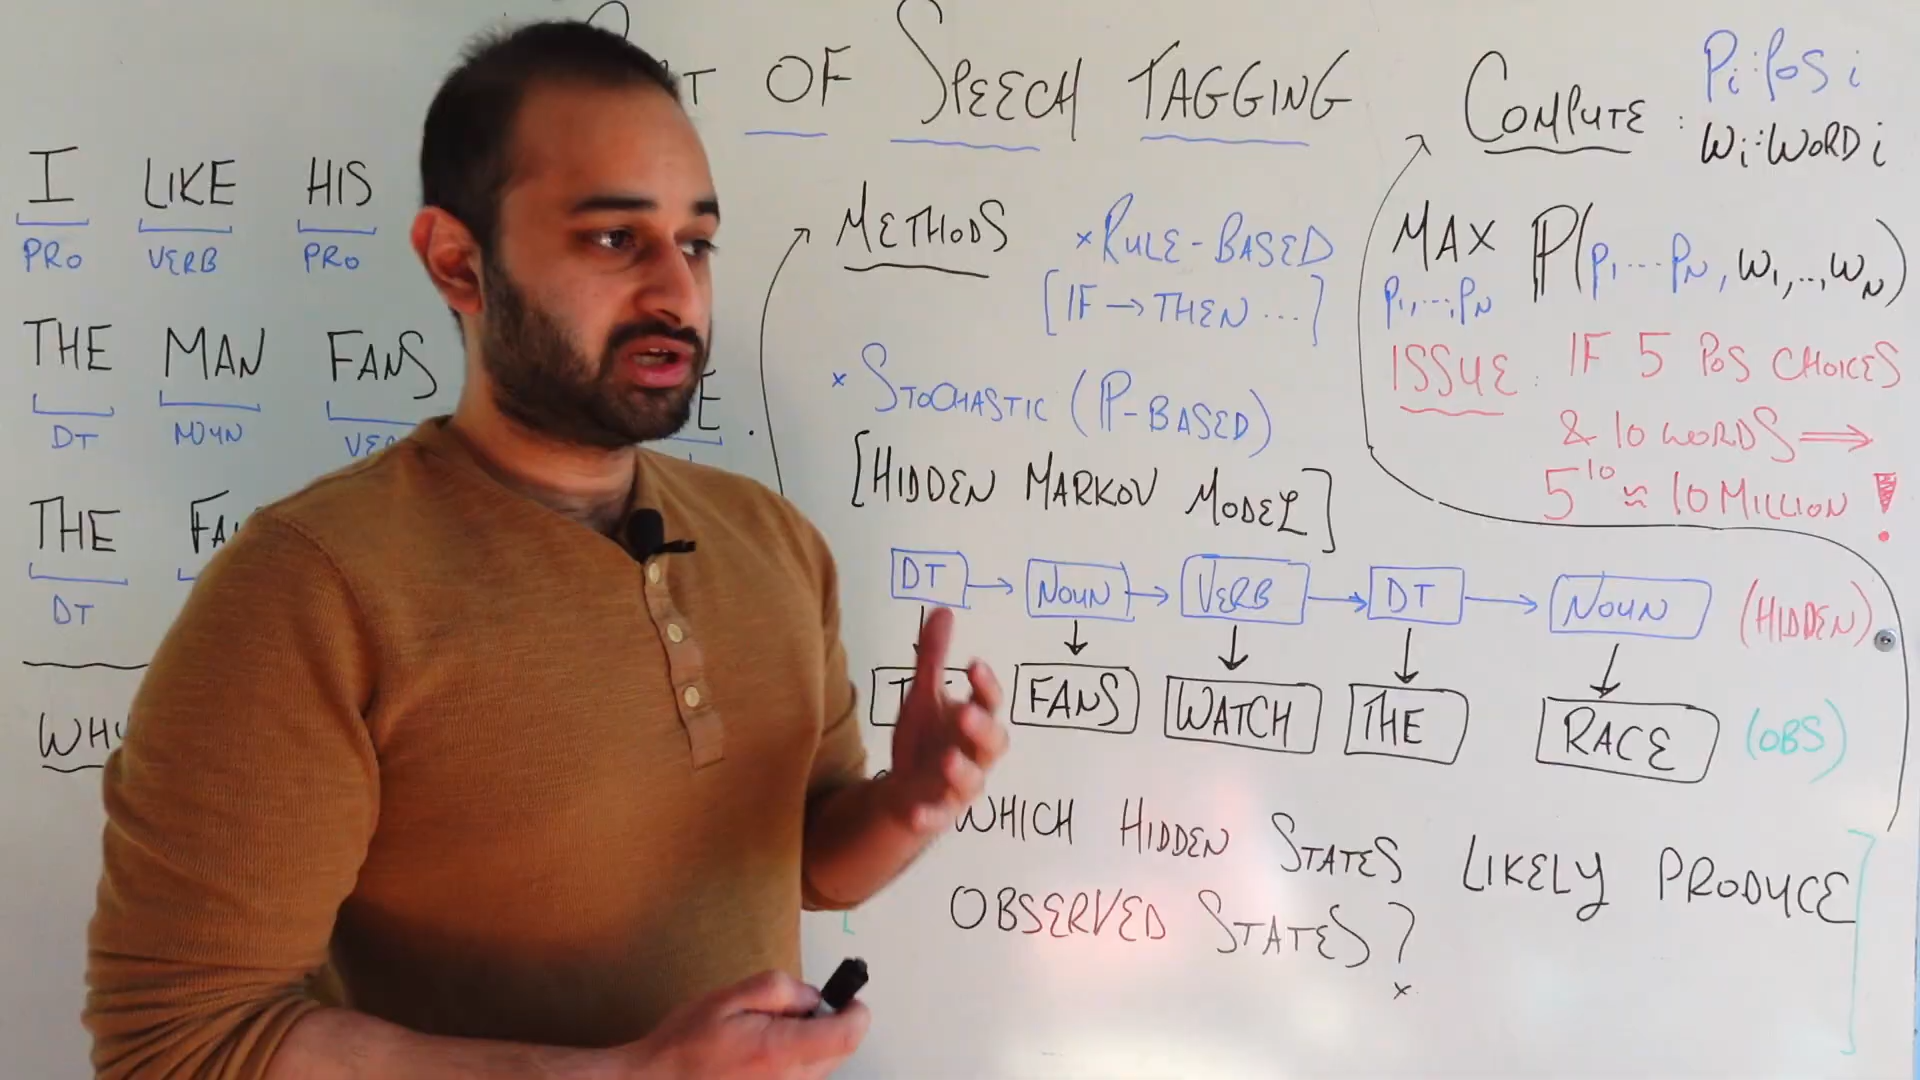 OF SPEECH TAGGING
I LIKE HIS
PRO VERB PRO
THE MAN FANS
DT NOUN
THE
DT
METHODS
× RULE-BASED
[IF → THEN ...]
× STOCHASTIC (P-BASED)
[HIDDEN MARKOV MODEL]
DT → NOUN → VERB → DT → NOUN (HIDDEN)
FANS WATCH THE RACE (OBS)
WHICH HIDDEN STATES LIKELY PRODUCE
OBSERVED STATES?
×
COMPUTE : Pi : POS i
Wi : WORD i
MAX P(P1 ... PN, W1, .., WN)
P1, ..., PN
ISSUE : IF 5 POS CHOICES
& 10 WORDS ⟹
5^10 ≈ 10 MILLION !